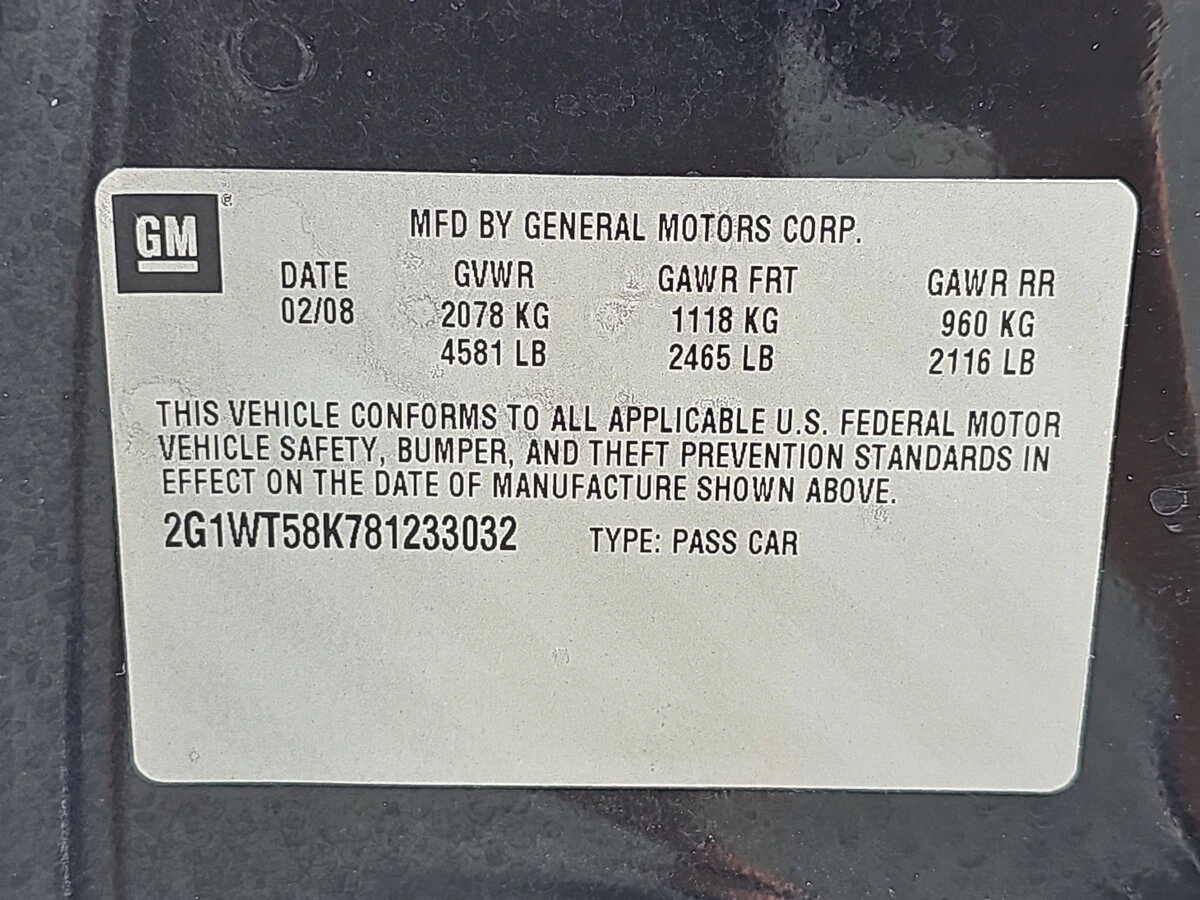 GM ®
MFD BY GENERAL MOTORS CORP.
DATE GVWR GAWR FRT GAWR RR
02/08 2078 KG 1118 KG 960 KG
4581 LB 2465 LB 2116 LB
THIS VEHICLE CONFORMS TO ALL APPLICABLE U.S. FEDERAL MOTOR
VEHICLE SAFETY, BUMPER, AND THEFT PREVENTION STANDARDS IN
EFFECT ON THE DATE OF MANUFACTURE SHOWN ABOVE.
2G1WT58K781233032 TYPE: PASS CAR